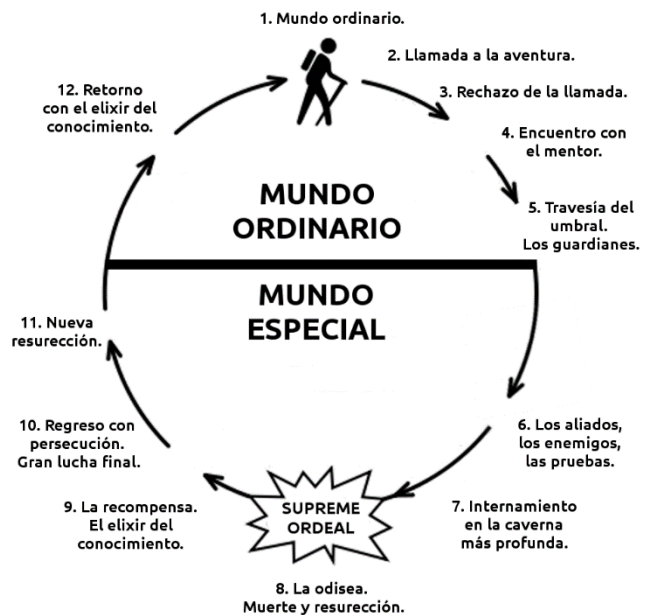 1. Mundo ordinario.
2. Llamada a la aventura.
3. Rechazo de la llamada.
4. Encuentro con
el mentor.
5. Travesía del
umbral.
Los guardianes.
MUNDO
ORDINARIO
MUNDO
ESPECIAL
6. Los aliados,
los enemigos,
las pruebas.
7. Internamiento
en la caverna
más profunda.
SUPREME
ORDEAL
8. La odisea.
Muerte y resurección.
9. La recompensa.
El elixir del
conocimiento.
10. Regreso con
persecución.
Gran lucha final.
11. Nueva
resurección.
12. Retorno
con el elixir del
conocimiento.